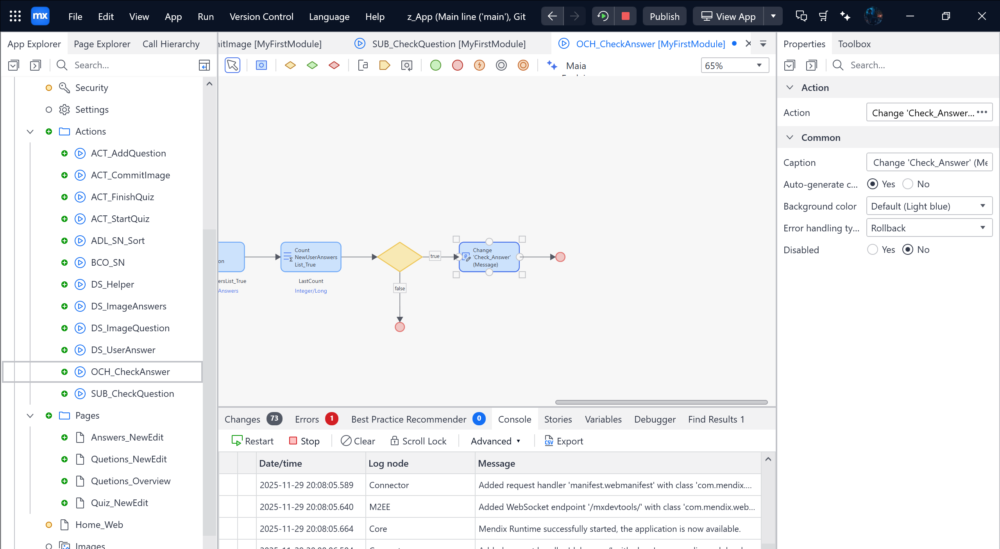 mx File Edit View App Run Version Control Language Help z_App (Main line ('main'), Git Publish View App
App Explorer Page Explorer Call Hierarchy
itImage [MyFirstModule] SUB_CheckQuestion [MyFirstModule] OCH_CheckAnswer [MyFirstModule]
Properties Toolbox
Search...
Maia
65%
Search...
Security
Settings
Actions
ACT_AddQuestion
ACT_CommitImage
ACT_FinishQuiz
ACT_StartQuiz
ADL_SN_Sort
BCO_SN
DS_Helper
DS_ImageAnswers
DS_ImageQuestion
DS_UserAnswer
OCH_CheckAnswer
SUB_CheckQuestion
Pages
Answers_NewEdit
Quetions_NewEdit
Quetions_Overview
Quiz_NewEdit
Home_Web
Images
on
ersList_True
Answers
Count
NewUserAnswers
List_True
LastCount
Integer/Long
true
false
Change
'Check_Answer'
(Message)
Action
Action Change 'Check_Answer... •••
Common
Caption Change 'Check_Answer' (Me
Auto-generate c... Yes No
Background color Default (Light blue)
Error handling ty... Rollback
Disabled Yes No
Changes 73 Errors 1 Best Practice Recommender 0 Console Stories Variables Debugger Find Results 1
Restart Stop Clear Scroll Lock Advanced CSV Export
Date/time Log node Message
2025-11-29 20:08:05.589 Connector Added request handler 'manifest.webmanifest' with class 'com.mendix....
2025-11-29 20:08:05.640 M2EE Added WebSocket endpoint '/mxdevtools/' with class 'com.mendix.web...
2025-11-29 20:08:05.664 Core Mendix Runtime successfully started, the application is now available.